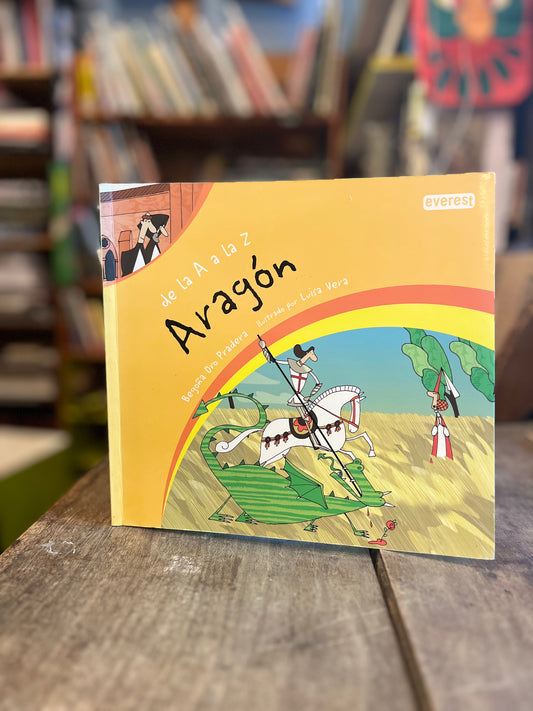 everest
de la A a la Z
Aragón
Begoña Oro Pradera Ilustrado por Luisa Vera